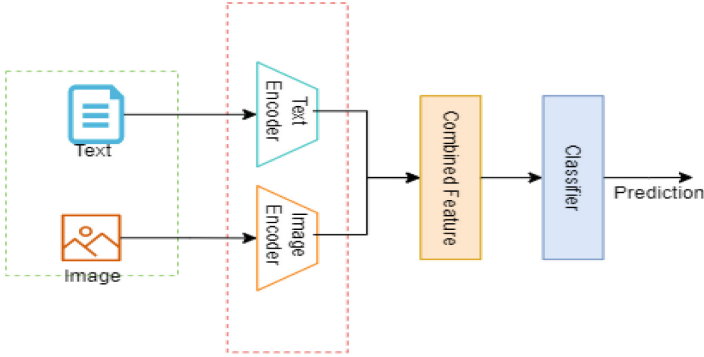 Text
Image
Text
Encoder
Image
Encoder
Combined Feature
Classifier
Prediction